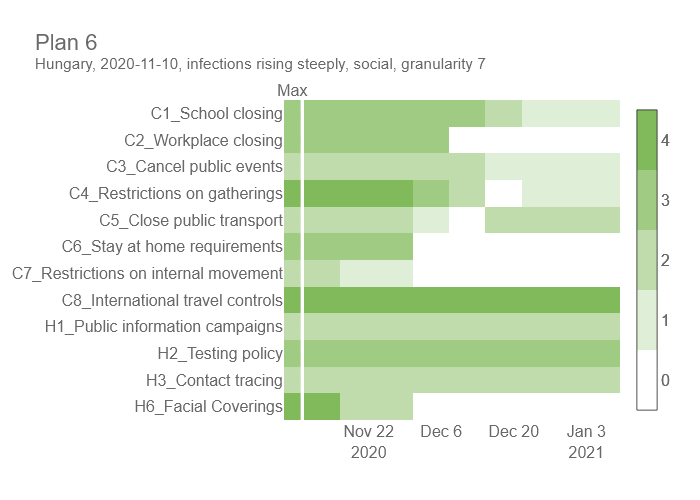 Plan 6
Hungary, 2020-11-10, infections rising steeply, social, granularity 7
Max
C1_School closing
C2_Workplace closing
C3_Cancel public events
C4_Restrictions on gatherings
C5_Close public transport
C6_Stay at home requirements
C7_Restrictions on internal movement
C8_International travel controls
H1_Public information campaigns
H2_Testing policy
H3_Contact tracing
H6_Facial Coverings
4
3
2
1
0
Nov 22 Dec 6 Dec 20 Jan 3
2020 2021